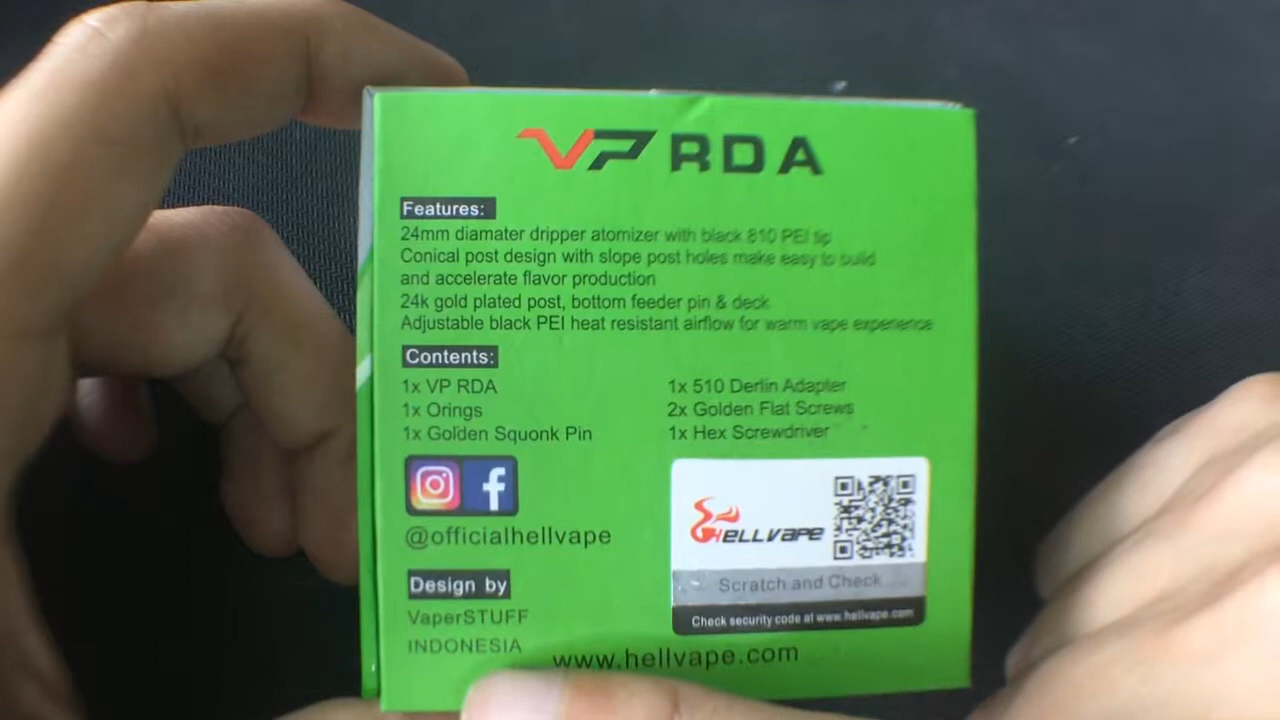 VP RDA
Features:
24mm diamater dripper atomizer with black 810 PEI tip
Conical post design with slope post holes make easy to build
and accelerate flavor production
24k gold plated post, bottom feeder pin & deck
Adjustable black PEI heat resistant airflow for warm vape experience
Contents:
1x VP RDA
1x Orings
1x Golden Squonk Pin
1x 510 Derlin Adapter
2x Golden Flat Screws
1x Hex Screwdriver
f
@officialhellvape
HELLVAPE
Scratch and Check
Check security code at www.hellvape.com
Design by
VaperSTUFF
INDONESIA
www.hellvape.com